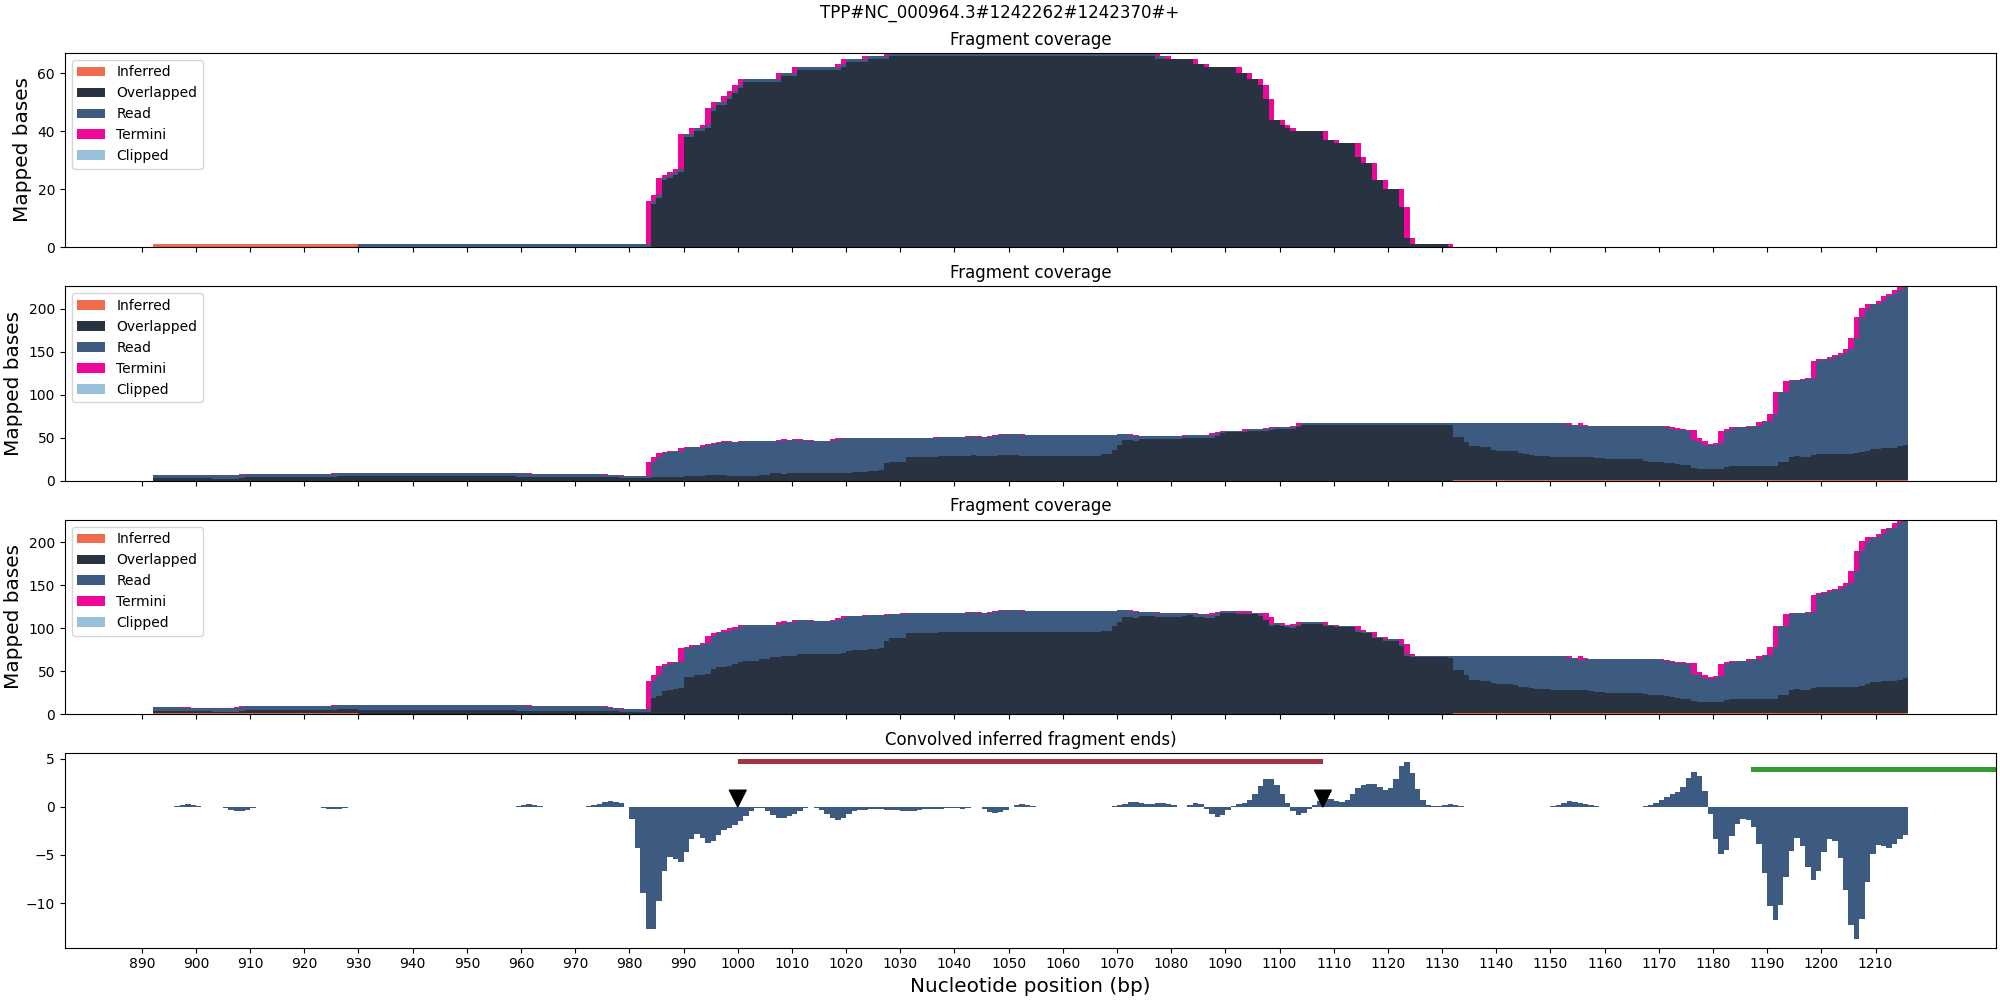 TPP#NC_000964.3#1242262#1242370#+
Fragment coverage
Mapped bases
60
40
20
0
Inferred
Overlapped
Read
Termini
Clipped
Fragment coverage
Mapped bases
200
150
100
50
0
Inferred
Overlapped
Read
Termini
Clipped
Fragment coverage
Mapped bases
200
150
100
50
0
Inferred
Overlapped
Read
Termini
Clipped
Convolved inferred fragment ends)
5
0
−5
−10
890 900 910 920 930 940 950 960 970 980 990 1000 1010 1020 1030 1040 1050 1060 1070 1080 1090 1100 1110 1120 1130 1140 1150 1160 1170 1180 1190 1200 1210
Nucleotide position (bp)